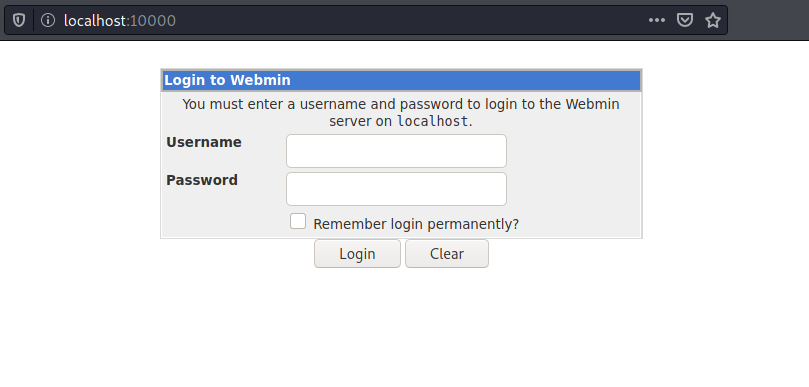 localhost:10000
Login to Webmin
You must enter a username and password to login to the Webmin
server on localhost.
Username
Password
Remember login permanently?
Login Clear